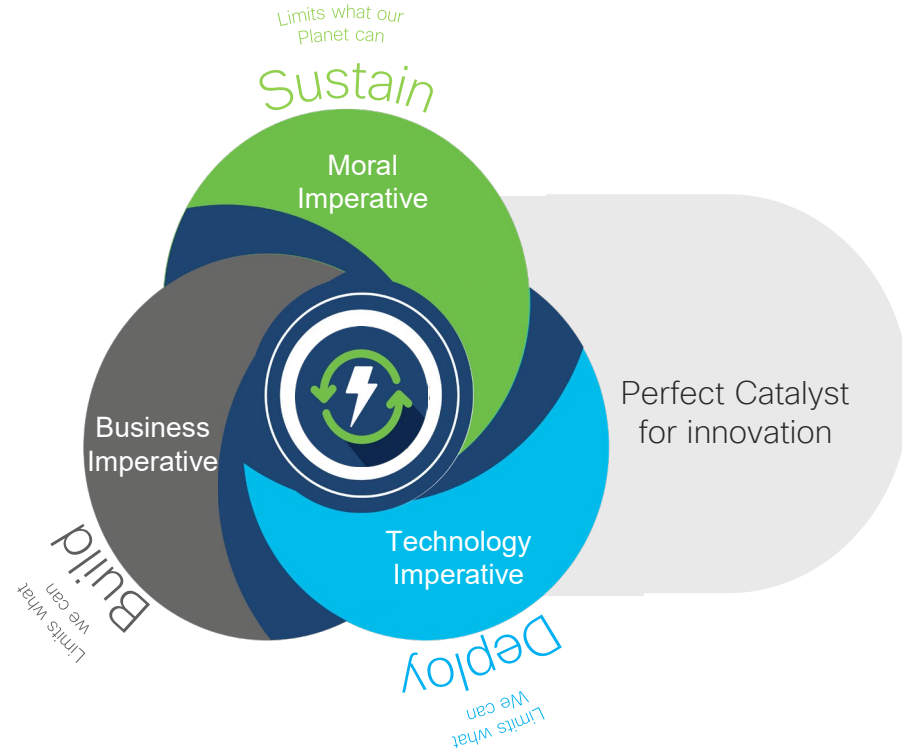 Limits what our
Planet can
Sustain
Moral
Imperative
Perfect Catalyst
for innovation
Business
Imperative
Technology
Imperative
Build
Limits what
we can
Deploy
Limits what
We can